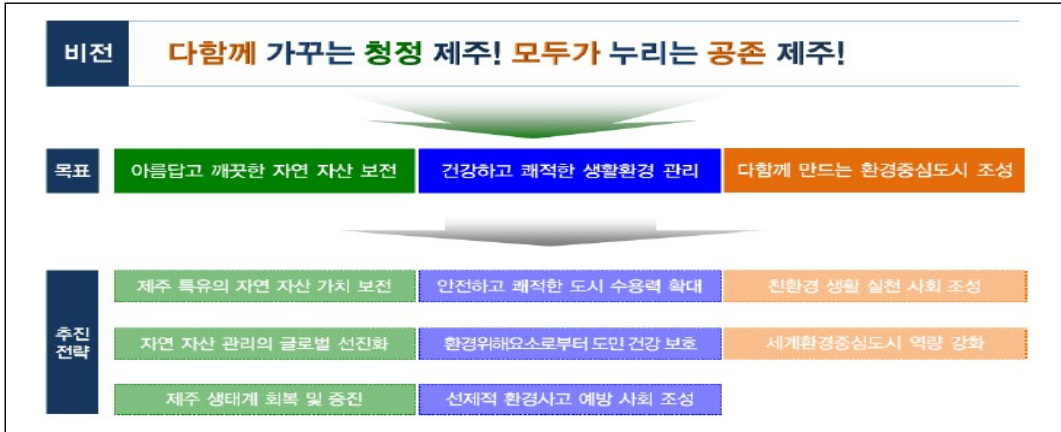 비전
다함께 가꾸는 청정 제주! 모두가 누리는 공존 제주!
목표
아름답고 깨끗한 자연 자산 보전
건강하고 쾌적한 생활환경 관리
다함께 만드는 환경중심도시 조성
추진
전략
제주 특유의 자연 자산 가치 보전
안전하고 쾌적한 도시 수용력 확대
친환경 생활 실천 사회 조성
자연 자산 관리의 글로벌 선진화
환경위해요소로부터 도민 건강 보호
세계환경중심도시 역량 강화
제주 생태계 회복 및 증진
선제적 환경사고 예방 사회 조성